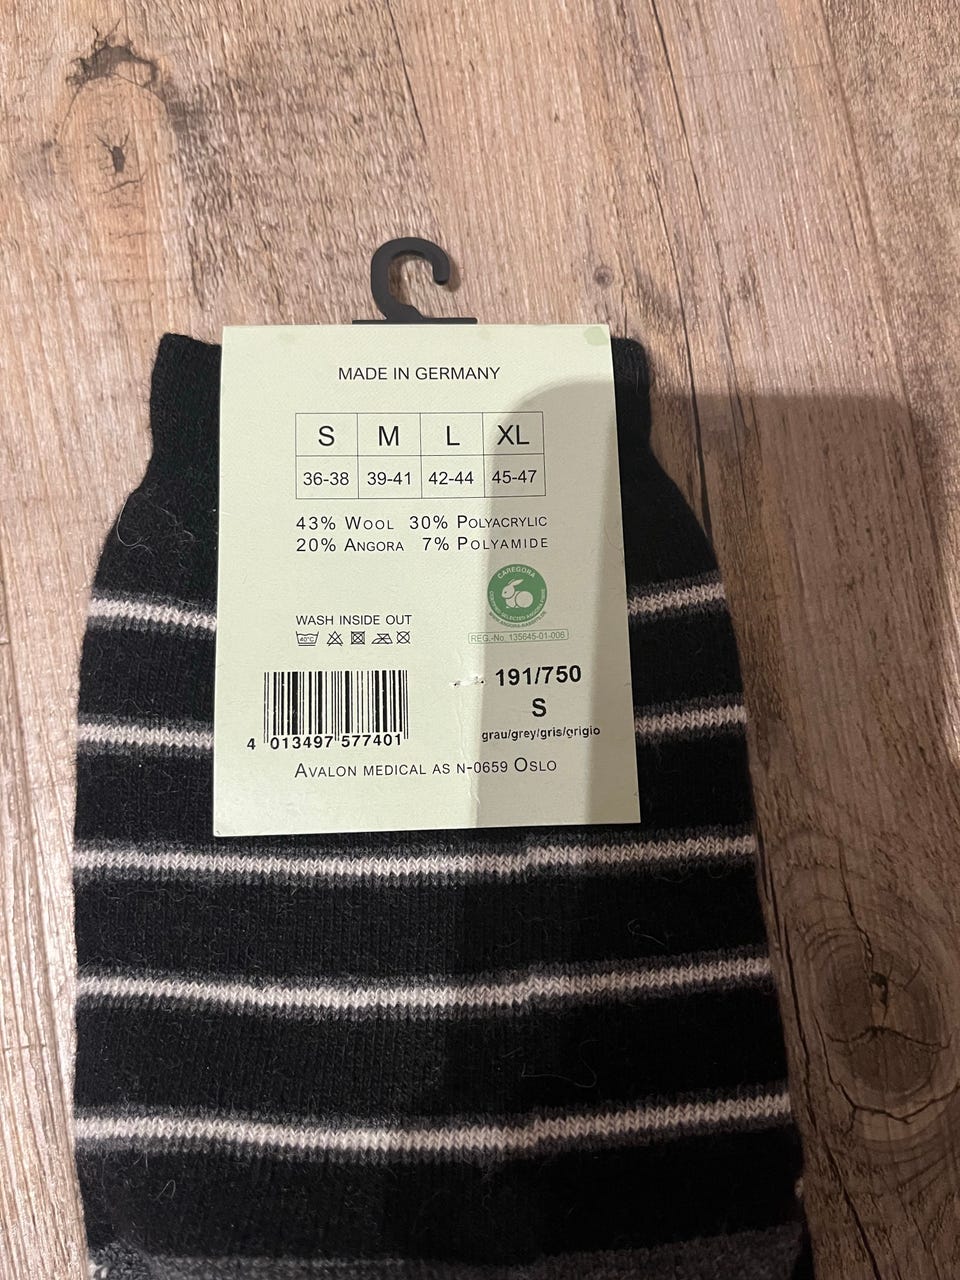 MADE IN GERMANY
S M L XL
36-38 39-41 42-44 45-47
43% WOOL 30% POLYACRYLIC
20% ANGORA 7% POLYAMIDE
CAREGORA
WASH INSIDE OUT
40°C
REG.-No. 135645-01-006
191/750
S
grau/grey/gris/grigio
4 013497 577401
AVALON MEDICAL AS N-0659 OSLO